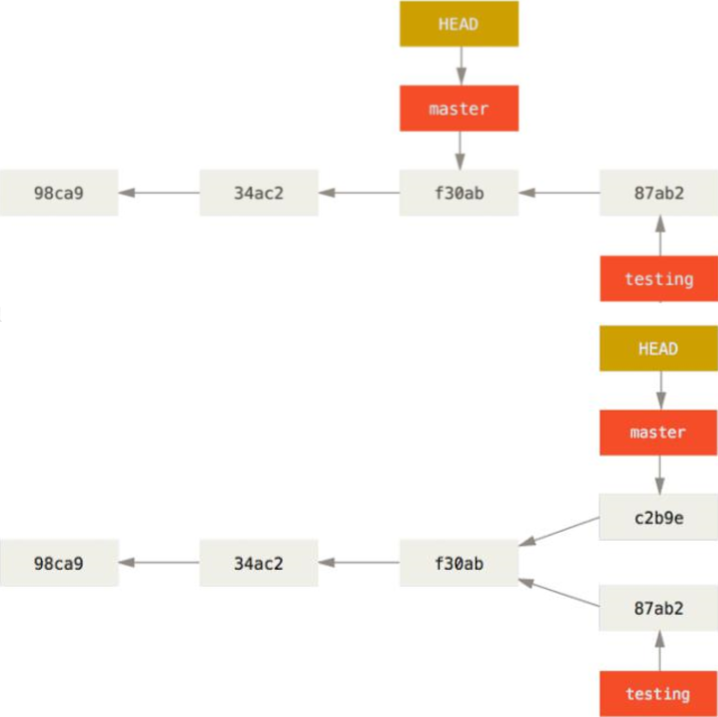 HEAD
master
98ca9 34ac2 f30ab 87ab2
testing
HEAD
master
c2b9e
98ca9 34ac2 f30ab
87ab2
testing